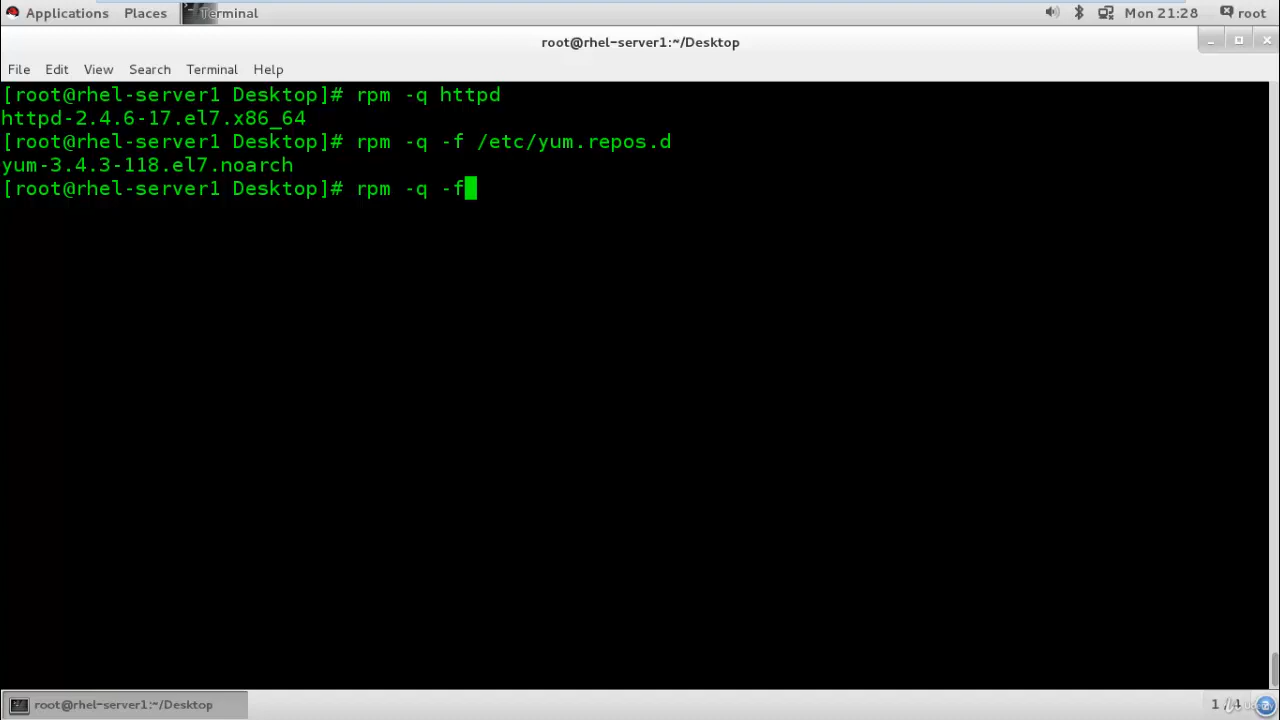 Applications Places Terminal Mon 21:28 root
root@rhel-server1:~/Desktop
File Edit View Search Terminal Help
[root@rhel-server1 Desktop]# rpm -q httpd
httpd-2.4.6-17.el7.x86_64
[root@rhel-server1 Desktop]# rpm -q -f /etc/yum.repos.d
yum-3.4.3-118.el7.noarch
[root@rhel-server1 Desktop]# rpm -q -f
root@rhel-server1:~/Desktop 1 / 4